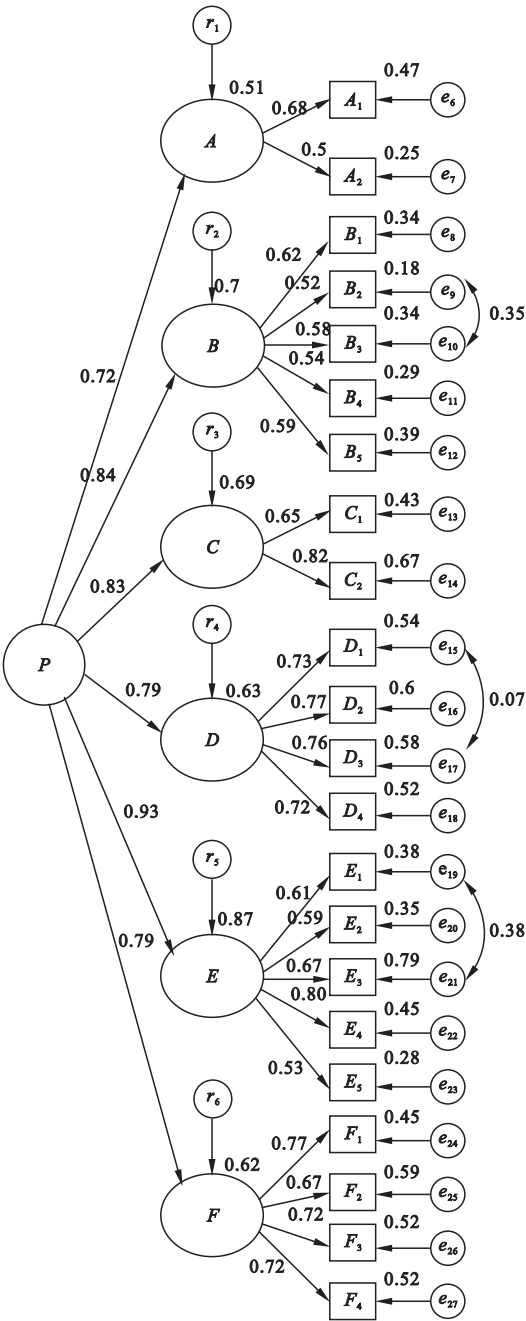 r₁
0.51
0.47
0.68
A₁
e₆
A
0.5
0.25
A₂
e₇
r₂
0.34
B₁
e₈
0.62
0.7
0.52
0.18
B₂
e₉
0.35
B
0.58
0.34
B₃
e₁₀
0.54
0.29
B₄
e₁₁
0.72
0.59
0.39
B₅
e₁₂
r₃
0.84
0.69
0.43
0.65
C₁
e₁₃
C
0.82
0.67
C₂
e₁₄
0.83
r₄
0.54
D₁
e₁₅
P
0.73
0.79
0.63
0.77
0.6
D₂
e₁₆
0.07
D
0.76
0.58
D₃
e₁₇
0.72
0.52
D₄
e₁₈
0.93
r₅
0.38
E₁
e₁₉
0.61
0.87
0.59
0.35
E₂
e₂₀
0.38
0.79
E
0.67
0.79
E₃
e₂₁
0.80
0.45
E₄
e₂₂
0.53
0.28
E₅
e₂₃
r₆
0.45
F₁
e₂₄
0.77
0.62
0.67
0.59
F₂
e₂₅
F
0.72
0.52
F₃
e₂₆
0.72
0.52
F₄
e₂₇